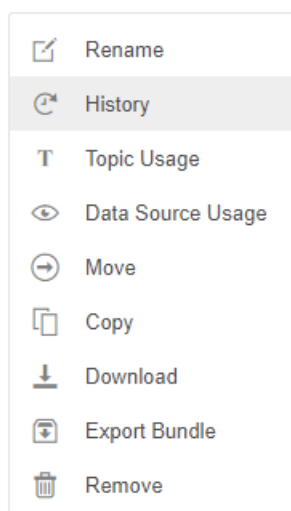 Rename
History
T Topic Usage
Data Source Usage
Move
Copy
Download
Export Bundle
Remove